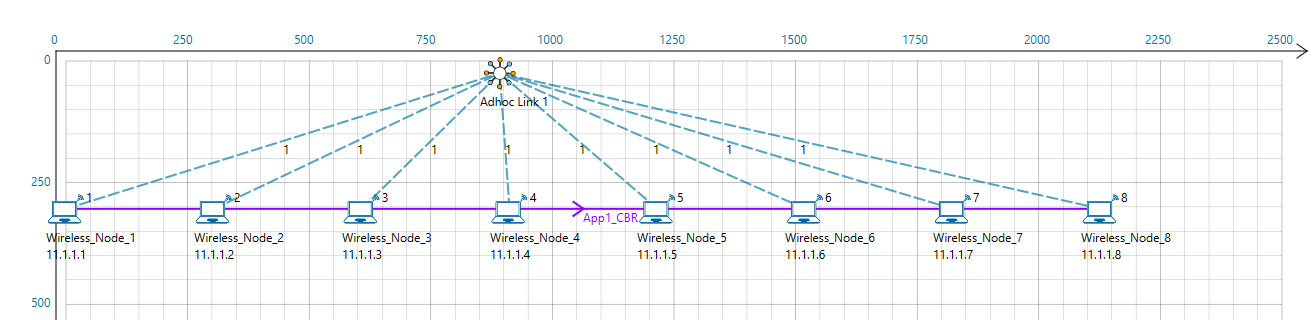 0 250 500 750 1000 1250 1500 1750 2000 2250 2500
0
Adhoc Link 1
1 1 1 1 1 1 1 1
250
1 2 3 4 5 6 7 8
App1_CBR
Wireless_Node_1 Wireless_Node_2 Wireless_Node_3 Wireless_Node_4 Wireless_Node_5 Wireless_Node_6 Wireless_Node_7 Wireless_Node_8
11.1.1.1 11.1.1.2 11.1.1.3 11.1.1.4 11.1.1.5 11.1.1.6 11.1.1.7 11.1.1.8
500